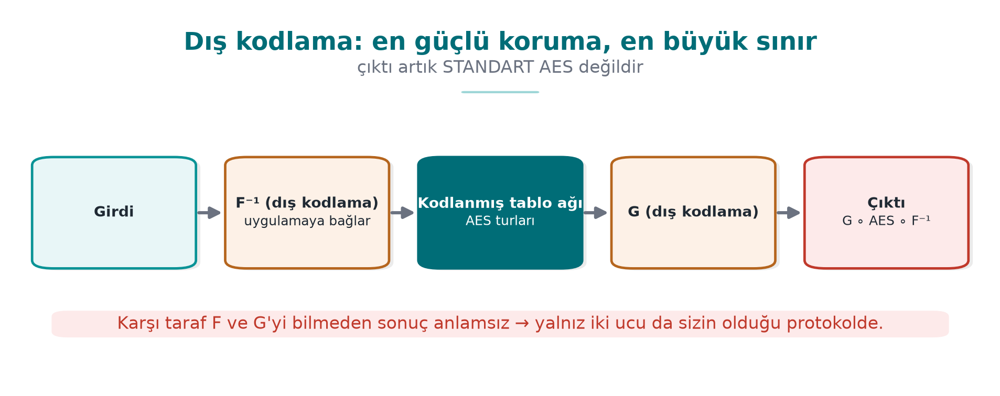 Dış kodlama: en güçlü koruma, en büyük sınır
çıktı artık STANDART AES değildir
Girdi
F⁻¹ (dış kodlama)
uygulamaya bağlar
Kodlanmış tablo ağı
AES turları
G (dış kodlama)
Çıktı
G ∘ AES ∘ F⁻¹
Karşı taraf F ve G'yi bilmeden sonuç anlamsız → yalnız iki ucu da sizin olduğu protokolde.